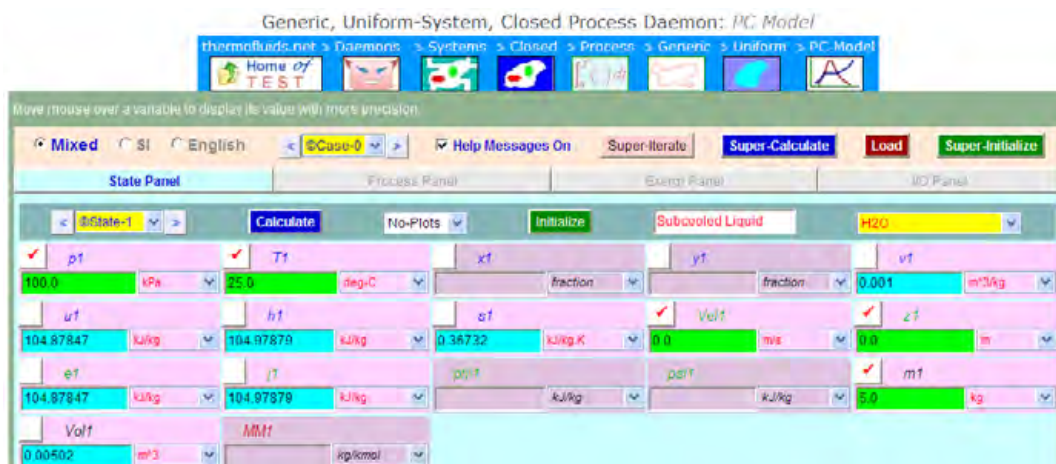 Generic, Uniform-System, Closed Process Daemon: PC Model
thermofluids.net > Daemons > Systems > Closed > Process > Generic > Uniform > PC-Model
Home of TEST
Move mouse over a variable to display its value with more precision.
Mixed SI English < ©Case-0 > Help Messages On Super-Iterate Super-Calculate Load Super-Initialize
State Panel Process Panel Exergy Panel I/O Panel
< ©State-1 > Calculate No-Plots Initialize Subcooled Liquid H2O
p1 T1 x1 y1 v1
100.0 kPa 25.0 deg-C fraction fraction 0.001 m^3/kg
u1 h1 s1 Vel1 z1
104.87847 kJ/kg 104.97879 kJ/kg 0.36732 kJ/kg.K 0.0 m/s 0.0 m
e1 j1 phi1 psi1 m1
104.87847 kJ/kg 104.97879 kJ/kg kJ/kg kJ/kg 5.0 kg
Vol1 MM1
0.00502 m^3 kg/kmol